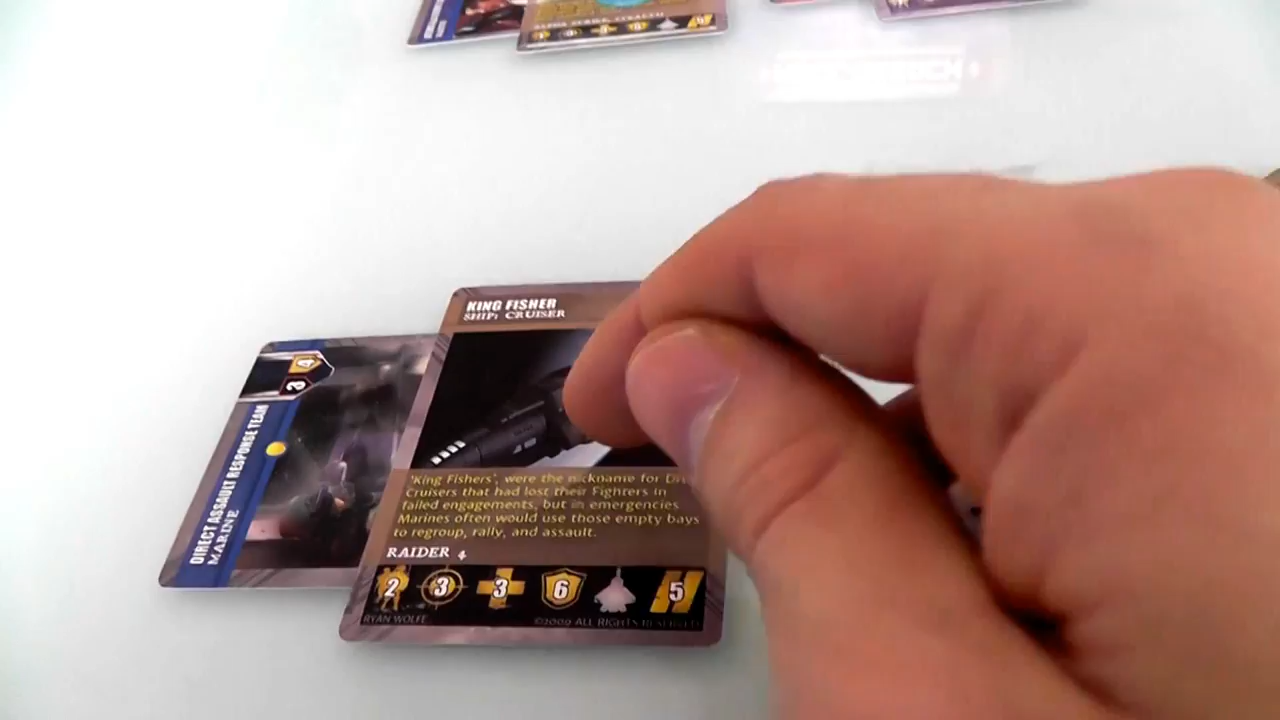 KING FISHER
SHIP: CRUISER
'King Fishers', were the nickname for
Cruisers that had lost their Fighters in
failed engagements, but in emergencies
Marines often would use those empty bays
to regroup, rally, and assault.
RAIDER 4
2 3 3 6 5
RYAN WOLFE ©2009 ALL RIGHTS RESERVED
DIRECT ASSAULT RESPONSE TEAM
MARINE
3 4